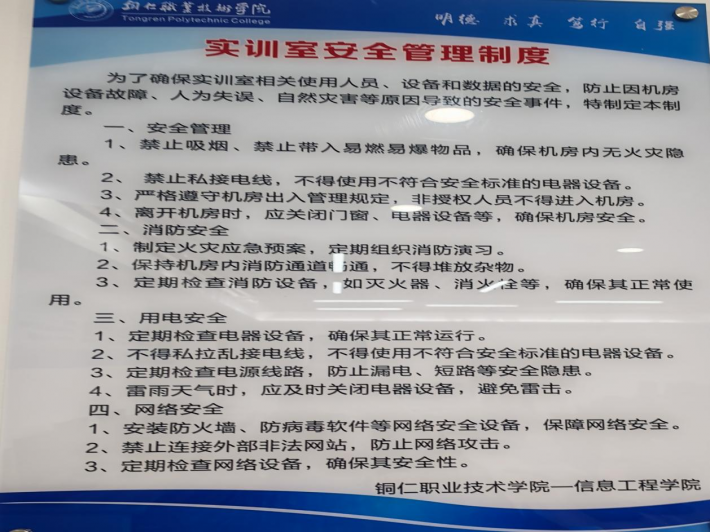 铜仁职业技术学院
Tongren Polytechnic College
明德 求真 笃行 自强
实训室安全管理制度
为了确保实训室相关使用人员、设备和数据的安全，防止因机房
设备故障、人为失误、自然灾害等原因导致的安全事件，特制定本制
度。
一、安全管理
1、禁止吸烟、禁止带入易燃易爆物品，确保机房内无火灾隐
患。
2、 禁止私接电线，不得使用不符合安全标准的电器设备。
3、严格遵守机房出入管理规定，非授权人员不得进入机房。
4、离开机房时，应关闭门窗、电器设备等，确保机房安全。
二、消防安全
1、制定火灾应急预案，定期组织消防演习。
2、保持机房内消防通道畅通，不得堆放杂物。
3、定期检查消防设备，如灭火器、消火栓等，确保其正常使
用。
三、用电安全
1、定期检查电器设备，确保其正常运行。
2、不得私拉乱接电线，不得使用不符合安全标准的电器设备。
3、定期检查电源线路，防止漏电、短路等安全隐患。
4、雷雨天气时，应及时关闭电器设备，避免雷击。
四、网络安全
1、安装防火墙、防病毒软件等网络安全设备，保障网络安全。
2、禁止连接外部非法网站，防止网络攻击。
3、定期检查网络设备，确保其安全性。
铜仁职业技术学院—信息工程学院